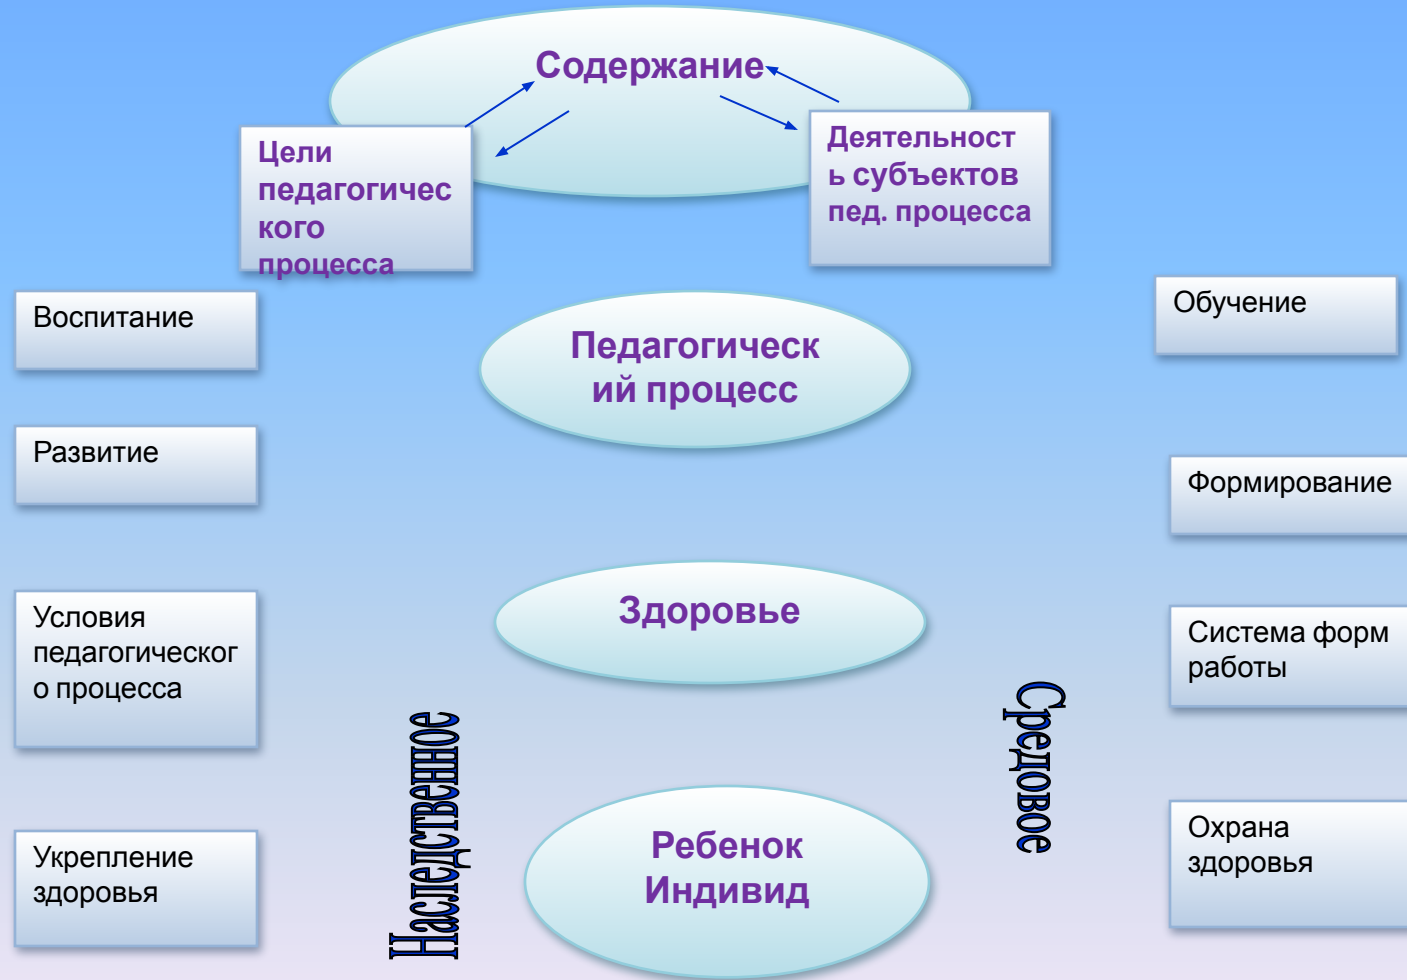 Содержание
Цели
педагогичес
кого
процесса
Деятельност
ь субъектов
пед. процесса
Воспитание
Педагогическ
ий процесс
Обучение
Развитие
Формирование
Условия
педагогическог
о процесса
Здоровье
Система форм
работы
Наследственное
Средовое
Укрепление
здоровья
Ребенок
Индивид
Охрана
здоровья